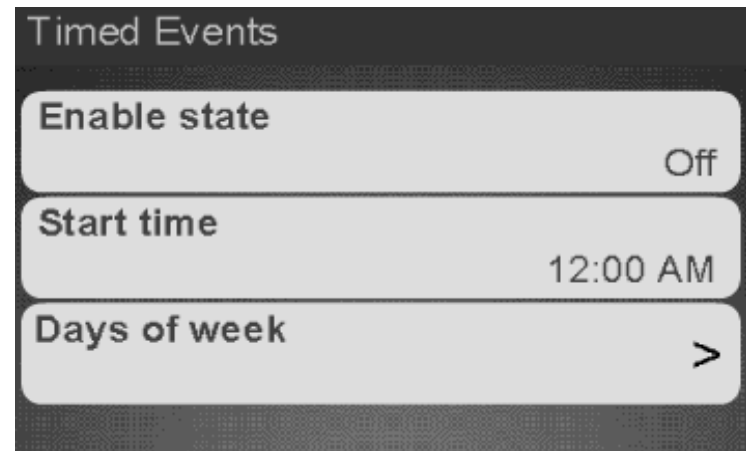 Timed Events
Enable state
Off
Start time
12:00 AM
Days of week
>